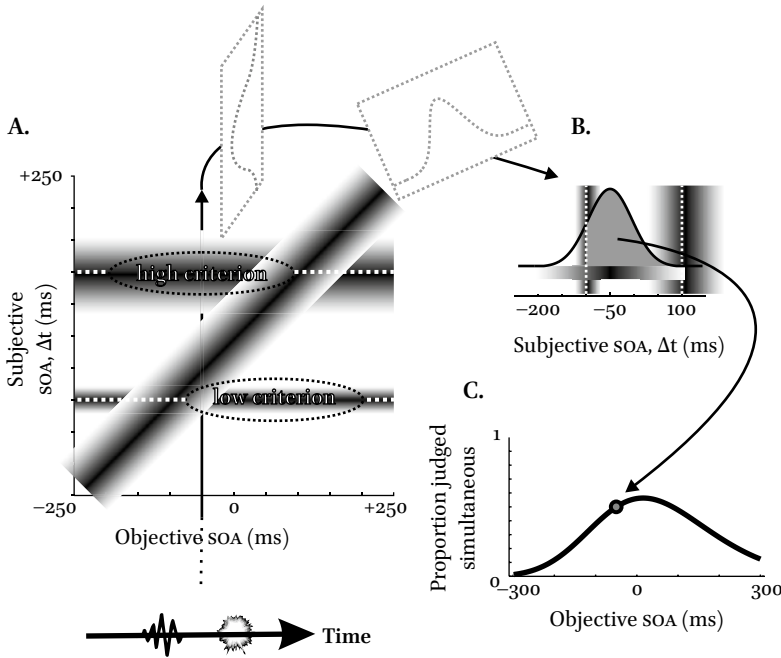 A.
+250
high criterion
Subjective
SOA, Δt (ms)
low criterion
−250
0
+250
Objective SOA (ms)
Time
B.
−200
−50
100
Subjective SOA, Δt (ms)
C.
1
Proportion judged
simultaneous
0
−300
0
300
Objective SOA (ms)